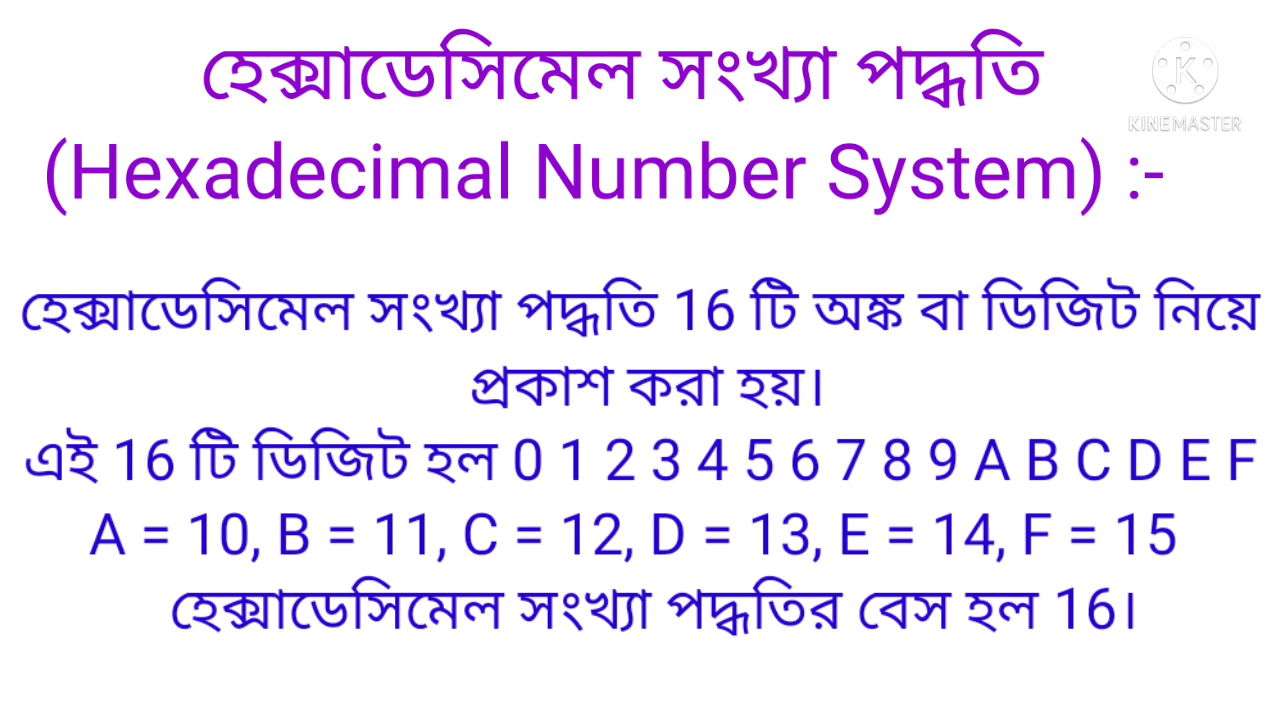 হেক্সাডেসিমেল সংখ্যা পদ্ধতি
(Hexadecimal Number System) :-
KINEMASTER
হেক্সাডেসিমেল সংখ্যা পদ্ধতি 16 টি অঙ্ক বা ডিজিট নিয়ে
প্রকাশ করা হয়।
এই 16 টি ডিজিট হল 0 1 2 3 4 5 6 7 8 9 A B C D E F
A = 10, B = 11, C = 12, D = 13, E = 14, F = 15
হেক্সাডেসিমেল সংখ্যা পদ্ধতির বেস হল 16।